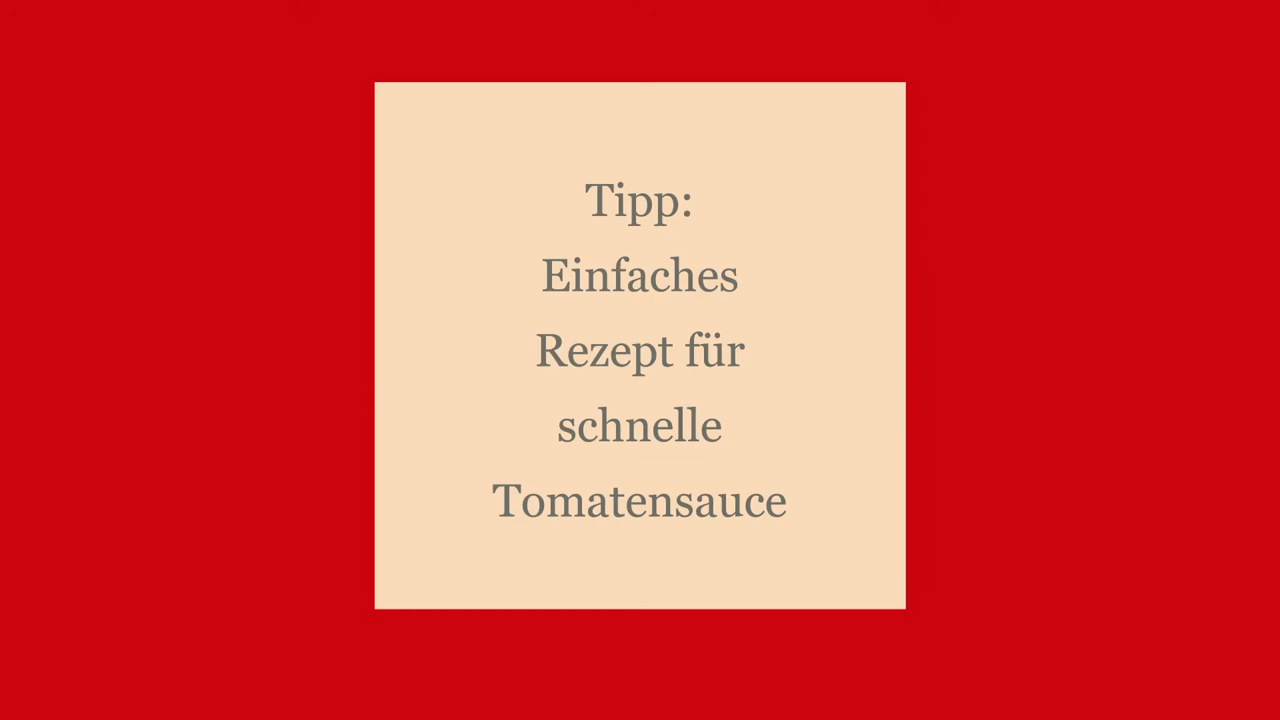 Tipp:
Einfaches
Rezept für
schnelle
Tomatensauce